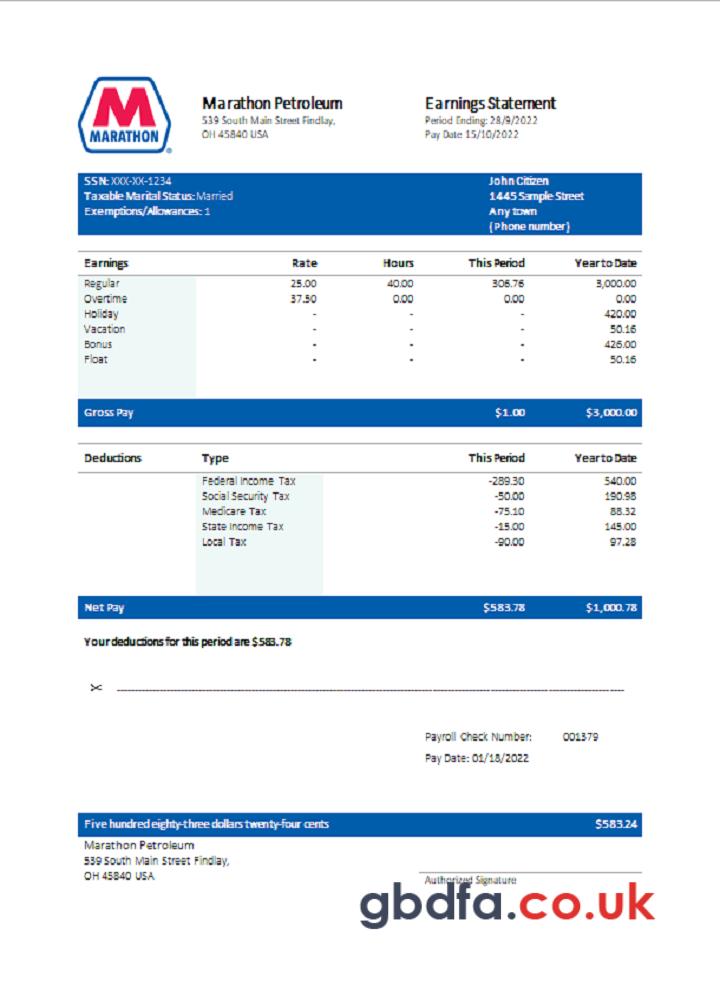 M
MARATHON
Marathon Petroleum
539 South Main Street Findlay,
OH 45840 USA
Earnings Statement
Period Ending: 28/9/2022
Pay Date 15/10/2022
SSN: XXX-XX-1234
Taxable Marital Status: Married
Exemptions/Allowances: 1
John Citizen
1445 Sample Street
Any town
(Phone number)
Earnings Rate Hours This Period Year to Date
Regular 25.00 40.00 306.76 3,000.00
Overtime 37.50 0.00 0.00 0.00
Holiday - - - 420.00
Vacation - - - 50.16
Bonus - - - 426.00
Float - - - 50.16
Gross Pay $1.00 $3,000.00
Deductions Type This Period Year to Date
Federal Income Tax -289.30 540.00
Social Security Tax -50.00 190.98
Medicare Tax -75.10 88.32
State Income Tax -15.00 145.00
Local Tax -90.00 97.28
Net Pay $583.78 $1,000.78
Your deductions for this period are $583.78
Payroll Check Number: 001379
Pay Date: 01/18/2022
Five hundred eighty-three dollars twenty-four cents $583.24
Marathon Petroleum
539 South Main Street Findlay,
OH 45840 USA
Authorized Signature
gbdfa.co.uk